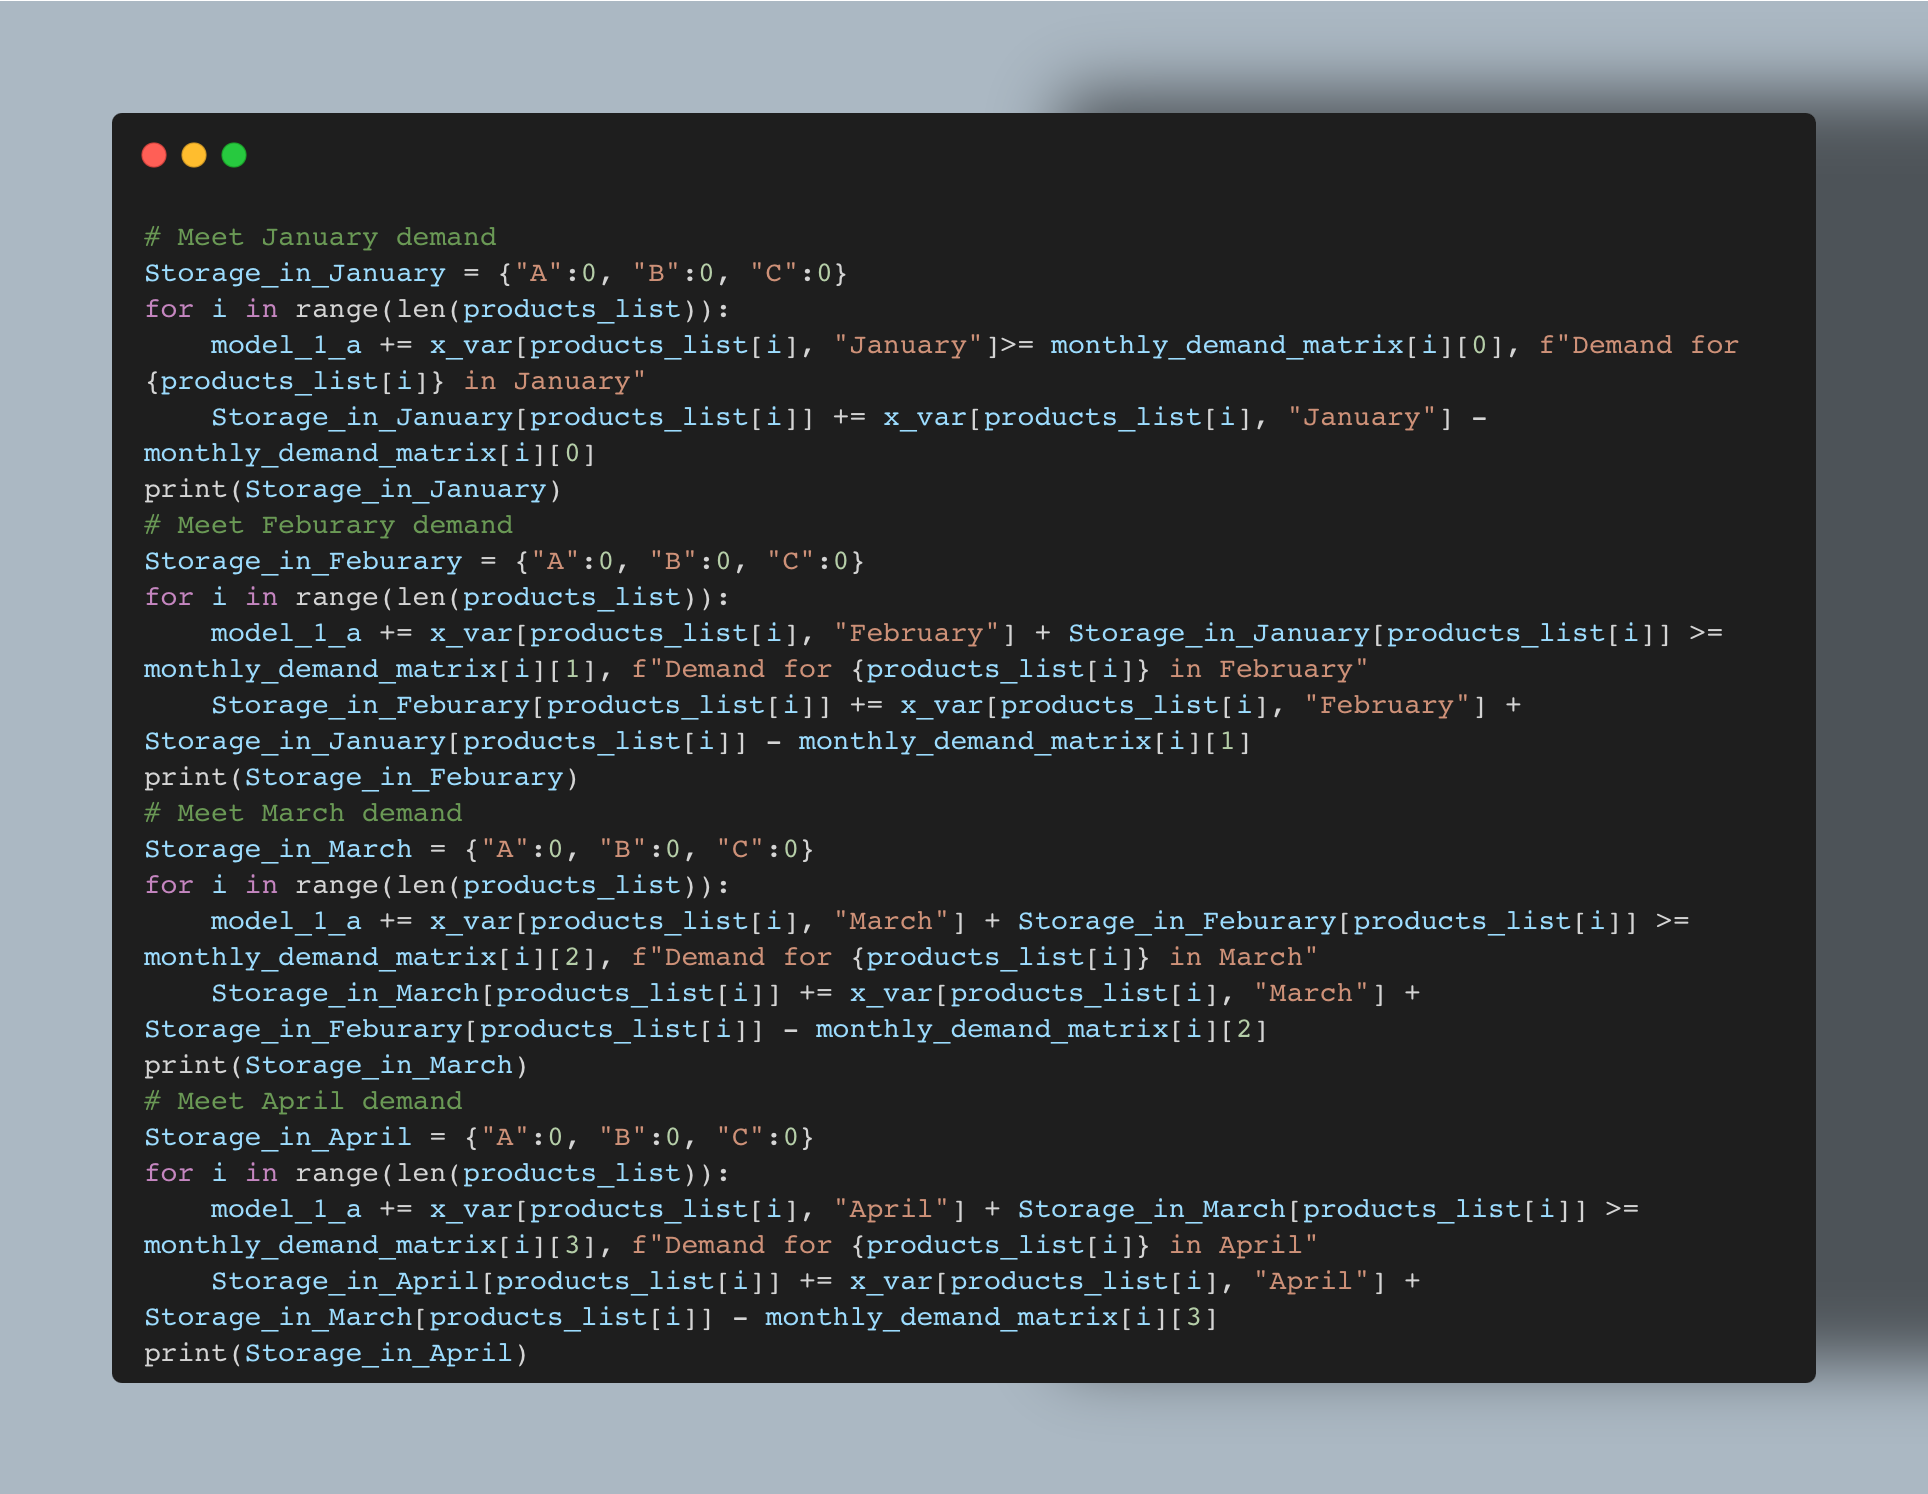 # Meet January demand
Storage_in_January = {"A":0, "B":0, "C":0}
for i in range(len(products_list)):
    model_1_a += x_var[products_list[i], "January"]>= monthly_demand_matrix[i][0], f"Demand for
{products_list[i]} in January"
    Storage_in_January[products_list[i]] += x_var[products_list[i], "January"] –
monthly_demand_matrix[i][0]
print(Storage_in_January)
# Meet Feburary demand
Storage_in_Feburary = {"A":0, "B":0, "C":0}
for i in range(len(products_list)):
    model_1_a += x_var[products_list[i], "February"] + Storage_in_January[products_list[i]] >=
monthly_demand_matrix[i][1], f"Demand for {products_list[i]} in February"
    Storage_in_Feburary[products_list[i]] += x_var[products_list[i], "February"] +
Storage_in_January[products_list[i]] – monthly_demand_matrix[i][1]
print(Storage_in_Feburary)
# Meet March demand
Storage_in_March = {"A":0, "B":0, "C":0}
for i in range(len(products_list)):
    model_1_a += x_var[products_list[i], "March"] + Storage_in_Feburary[products_list[i]] >=
monthly_demand_matrix[i][2], f"Demand for {products_list[i]} in March"
    Storage_in_March[products_list[i]] += x_var[products_list[i], "March"] +
Storage_in_Feburary[products_list[i]] – monthly_demand_matrix[i][2]
print(Storage_in_March)
# Meet April demand
Storage_in_April = {"A":0, "B":0, "C":0}
for i in range(len(products_list)):
    model_1_a += x_var[products_list[i], "April"] + Storage_in_March[products_list[i]] >=
monthly_demand_matrix[i][3], f"Demand for {products_list[i]} in April"
    Storage_in_April[products_list[i]] += x_var[products_list[i], "April"] +
Storage_in_March[products_list[i]] – monthly_demand_matrix[i][3]
print(Storage_in_April)